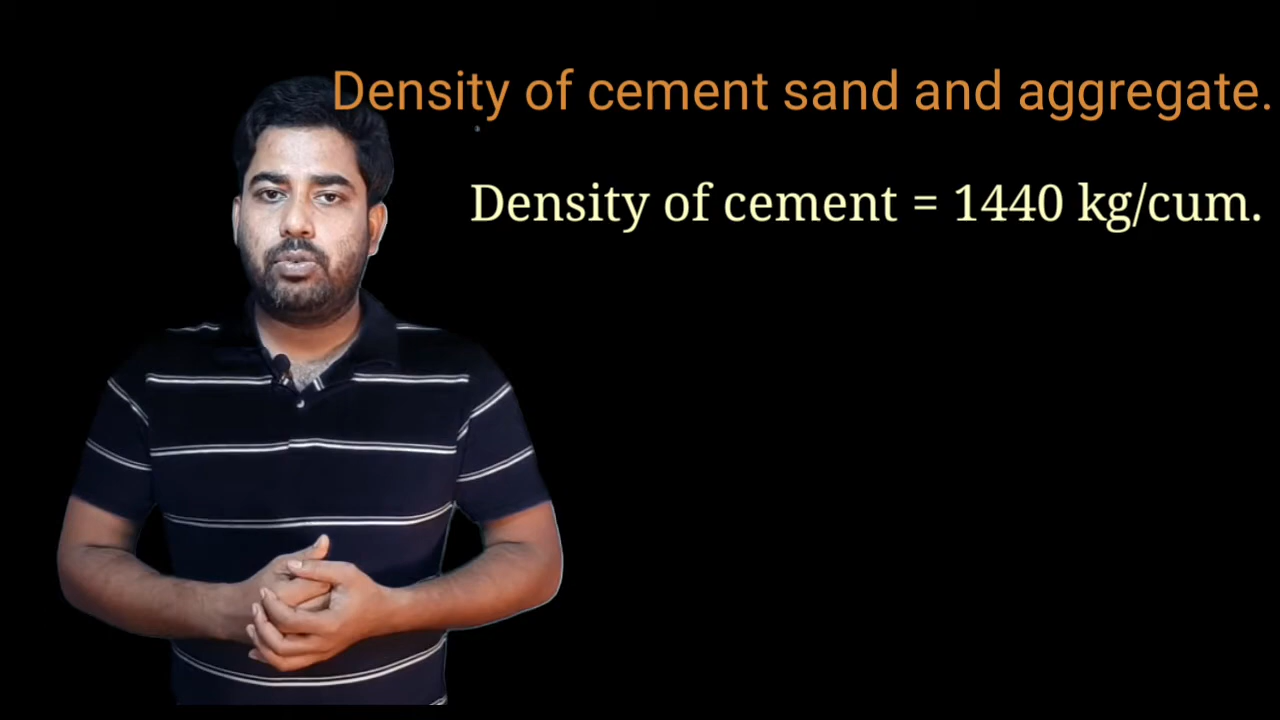 Density of cement sand and aggregate.
Density of cement = 1440 kg/cum.